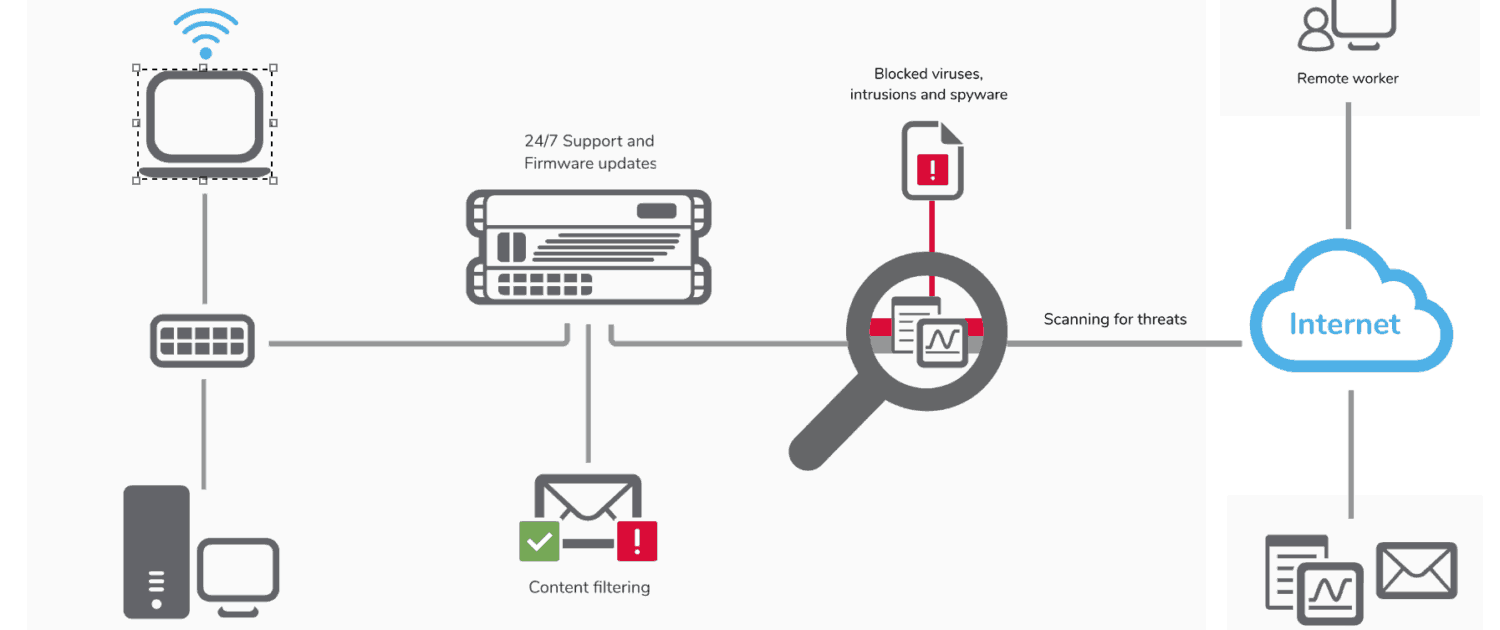 Blocked viruses,
intrusions and spyware
Remote worker
24/7 Support and
Firmware updates
Scanning for threats
Internet
Content filtering